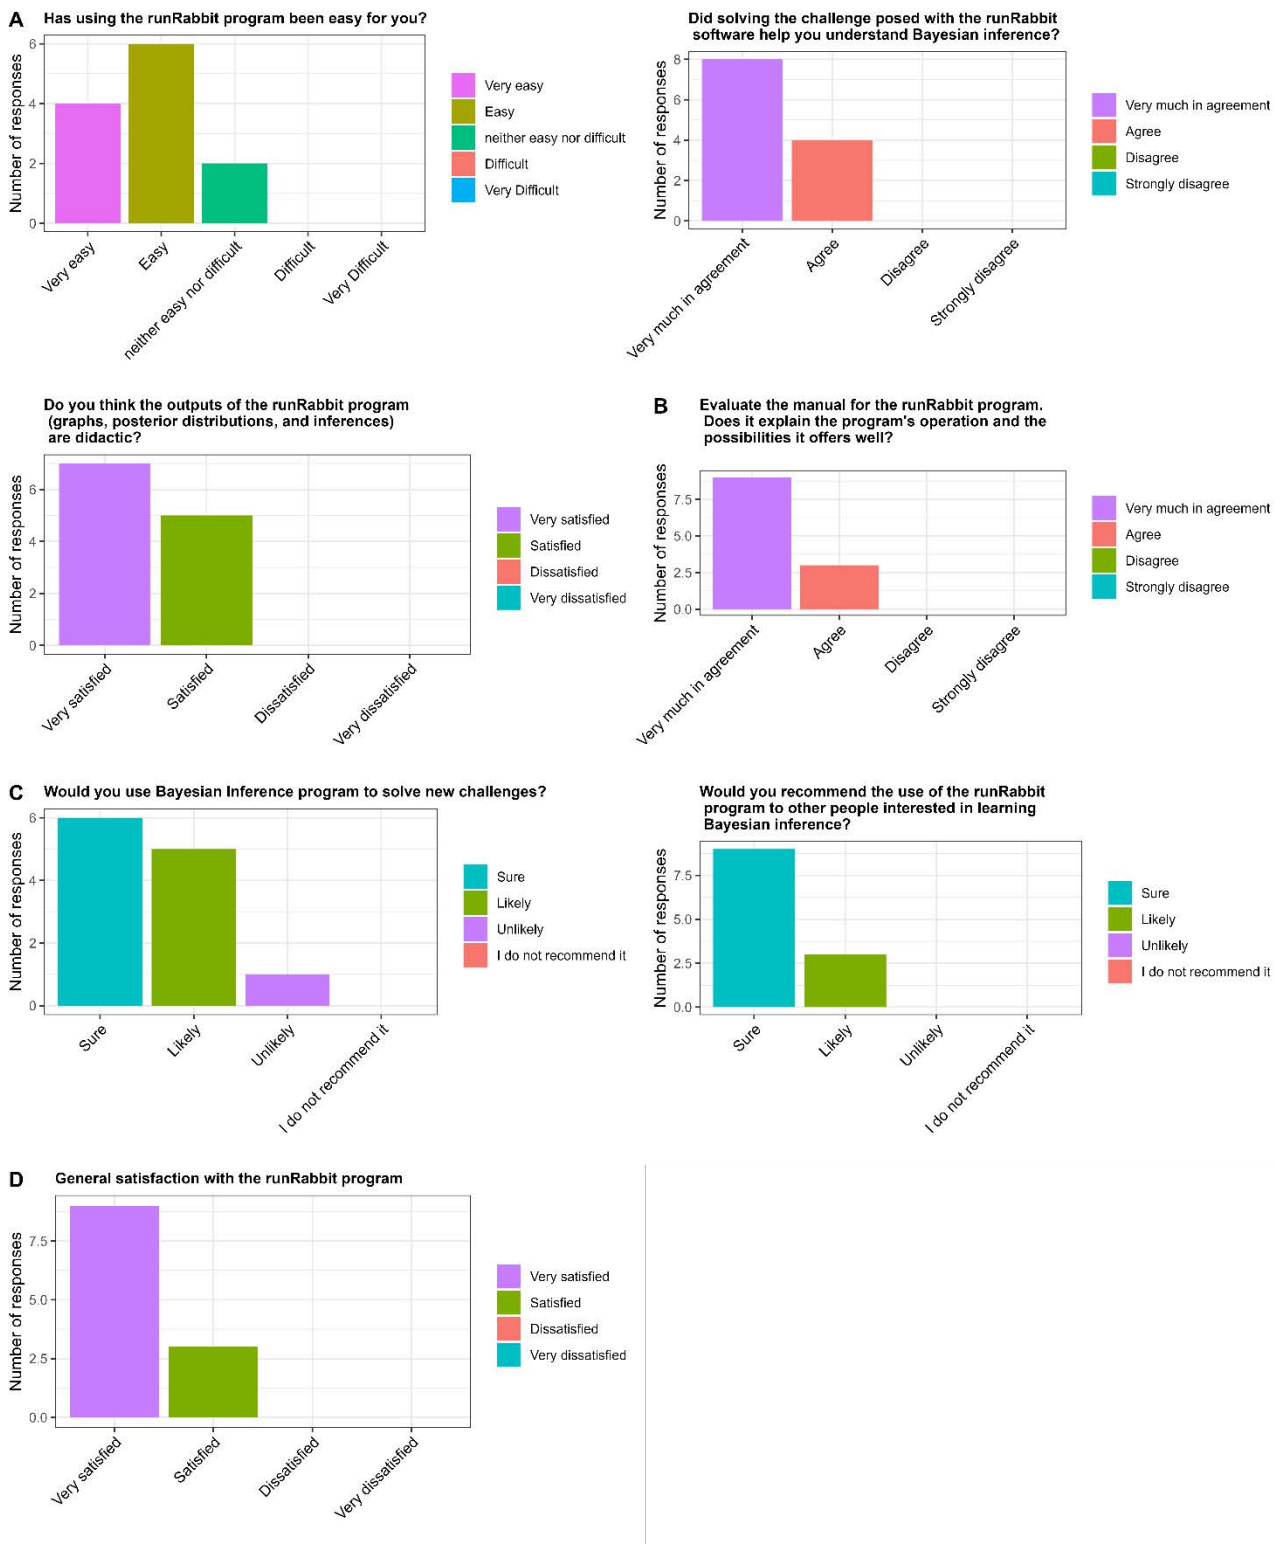 A
Has using the runRabbit program been easy for you?
Number of responses
6
4
2
0
Very easy
Easy
neither easy nor difficult
Difficult
Very Difficult
Very easy
Easy
neither easy nor difficult
Difficult
Very Difficult
Did solving the challenge posed with the runRabbit
software help you understand Bayesian inference?
Number of responses
8
6
4
2
0
Very much in agreement
Agree
Disagree
Strongly disagree
Very much in agreement
Agree
Disagree
Strongly disagree
Do you think the outputs of the runRabbit program
(graphs, posterior distributions, and inferences)
are didactic?
Number of responses
6
4
2
0
Very satisfied
Satisfied
Dissatisfied
Very dissatisfied
Very satisfied
Satisfied
Dissatisfied
Very dissatisfied
B
Evaluate the manual for the runRabbit program.
Does it explain the program's operation and the
possibilities it offers well?
Number of responses
7.5
5.0
2.5
0.0
Very much in agreement
Agree
Disagree
Strongly disagree
Very much in agreement
Agree
Disagree
Strongly disagree
C
Would you use Bayesian Inference program to solve new challenges?
Number of responses
6
4
2
0
Sure
Likely
Unlikely
I do not recommend it
Sure
Likely
Unlikely
I do not recommend it
Would you recommend the use of the runRabbit
program to other people interested in learning
Bayesian inference?
Number of responses
7.5
5.0
2.5
0.0
Sure
Likely
Unlikely
I do not recommend it
Sure
Likely
Unlikely
I do not recommend it
D
General satisfaction with the runRabbit program
Number of responses
7.5
5.0
2.5
0.0
Very satisfied
Satisfied
Dissatisfied
Very dissatisfied
Very satisfied
Satisfied
Dissatisfied
Very dissatisfied